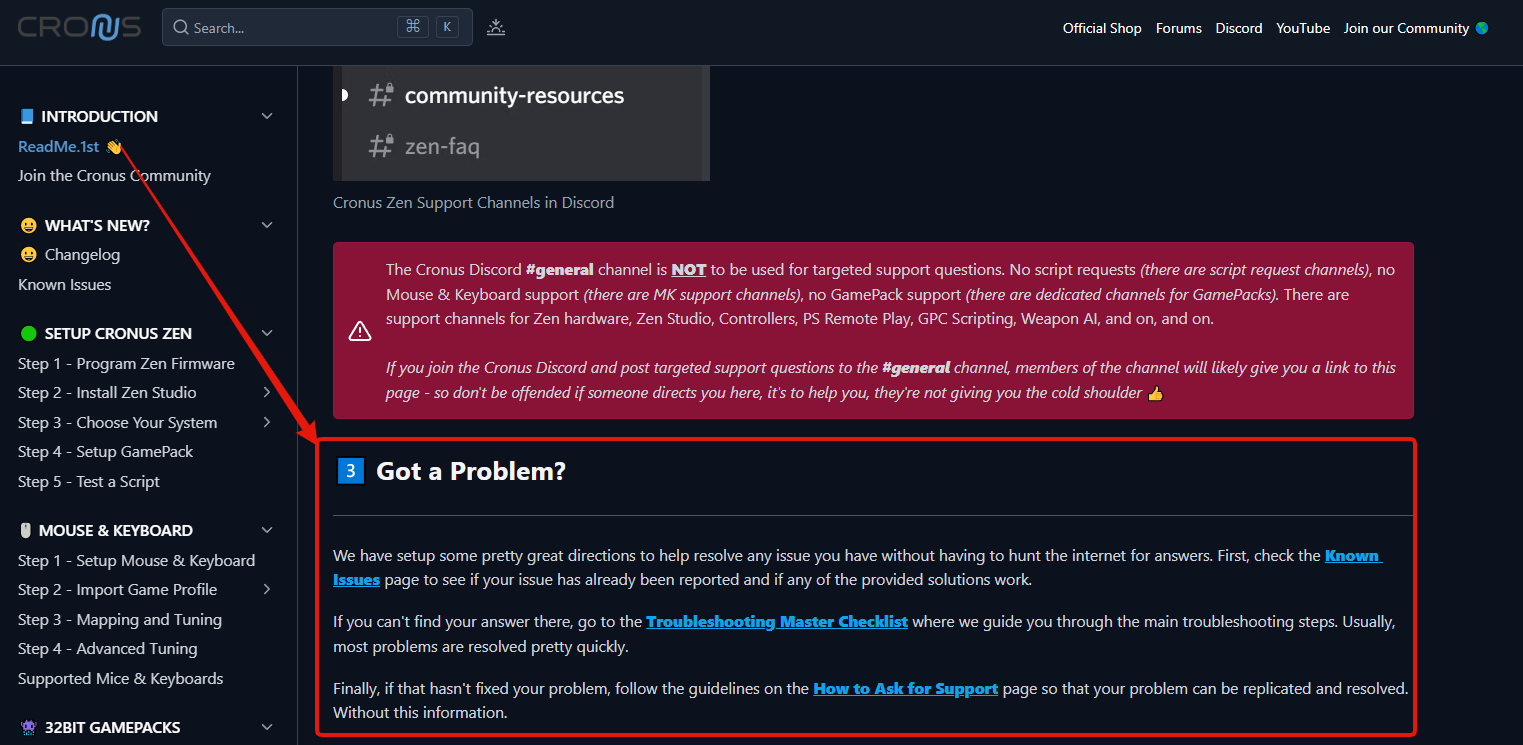 CRONUS
Search...
⌘ K
Official Shop
Forums
Discord
YouTube
Join our Community
INTRODUCTION
ReadMe.1st
Join the Cronus Community
WHAT'S NEW?
Changelog
Known Issues
SETUP CRONUS ZEN
Step 1 - Program Zen Firmware
Step 2 - Install Zen Studio
Step 3 - Choose Your System
Step 4 - Setup GamePack
Step 5 - Test a Script
MOUSE & KEYBOARD
Step 1 - Setup Mouse & Keyboard
Step 2 - Import Game Profile
Step 3 - Mapping and Tuning
Step 4 - Advanced Tuning
Supported Mice & Keyboards
32BIT GAMEPACKS
# community-resources
# zen-faq
Cronus Zen Support Channels in Discord
The Cronus Discord #general channel is NOT to be used for targeted support questions. No script requests (there are script request channels), no
Mouse & Keyboard support (there are MK support channels), no GamePack support (there are dedicated channels for GamePacks). There are
support channels for Zen hardware, Zen Studio, Controllers, PS Remote Play, GPC Scripting, Weapon AI, and on, and on.
If you join the Cronus Discord and post targeted support questions to the #general channel, members of the channel will likely give you a link to this
page - so don't be offended if someone directs you here, it's to help you, they're not giving you the cold shoulder 👍
3 Got a Problem?
We have setup some pretty great directions to help resolve any issue you have without having to hunt the internet for answers. First, check the Known
Issues page to see if your issue has already been reported and if any of the provided solutions work.
If you can't find your answer there, go to the Troubleshooting Master Checklist where we guide you through the main troubleshooting steps. Usually,
most problems are resolved pretty quickly.
Finally, if that hasn't fixed your problem, follow the guidelines on the How to Ask for Support page so that your problem can be replicated and resolved.
Without this information.